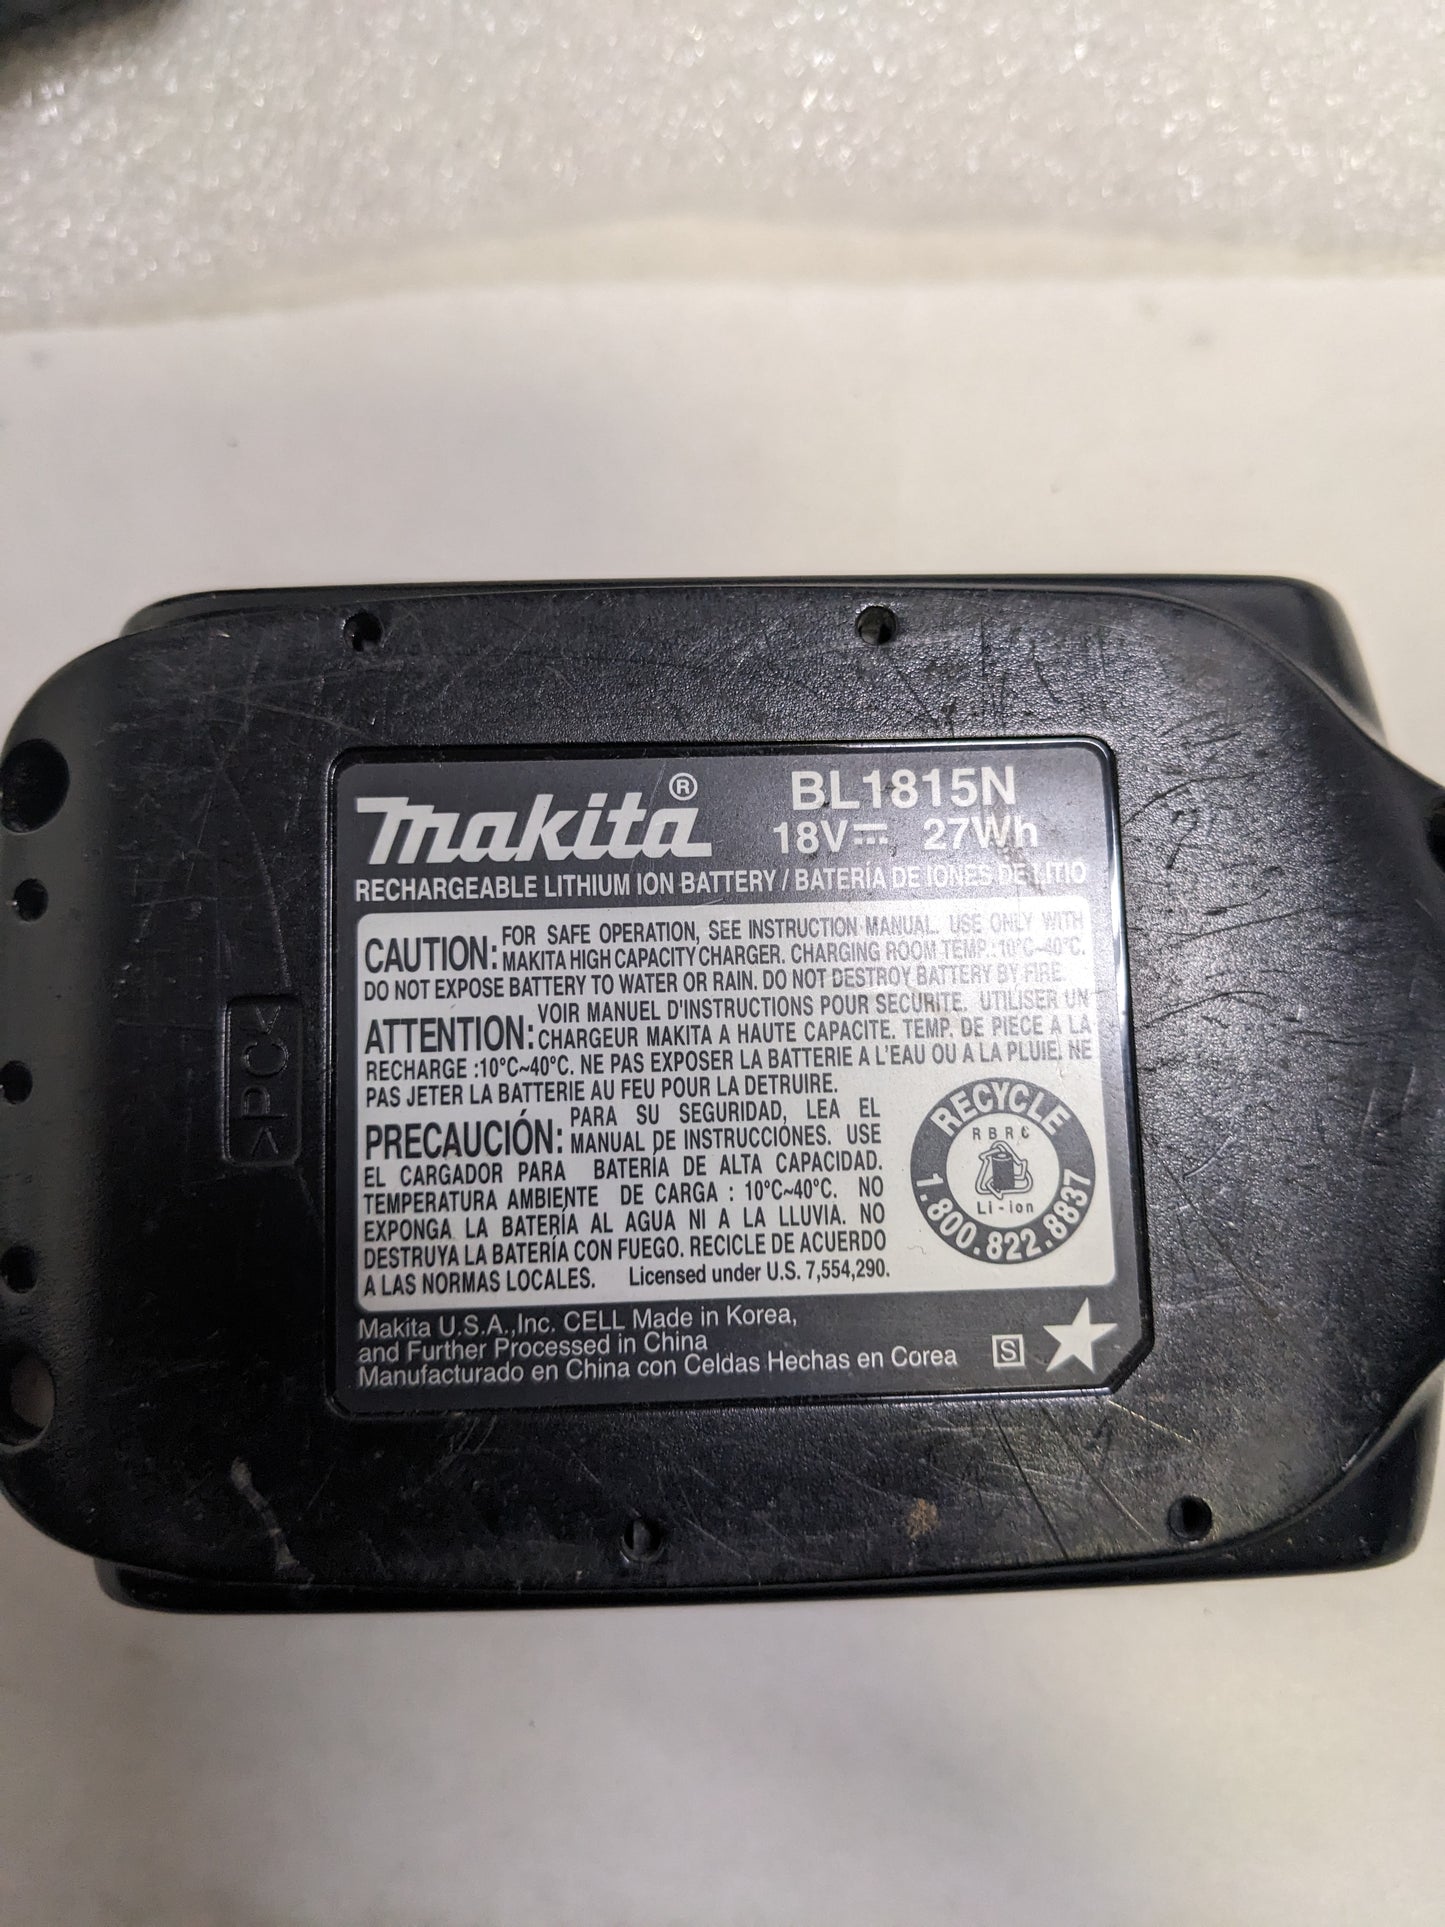 makita® BL1815N
18V⎓ 27Wh
RECHARGEABLE LITHIUM ION BATTERY / BATERÍA DE IONES DE LITIO
CAUTION: FOR SAFE OPERATION, SEE INSTRUCTION MANUAL. USE ONLY WITH
MAKITA HIGH CAPACITY CHARGER. CHARGING ROOM TEMP.:10°C~40°C.
DO NOT EXPOSE BATTERY TO WATER OR RAIN. DO NOT DESTROY BATTERY BY FIRE.
ATTENTION: VOIR MANUEL D'INSTRUCTIONS POUR SECURITE. UTILISER UN
CHARGEUR MAKITA A HAUTE CAPACITE. TEMP. DE PIECE A LA
RECHARGE :10°C~40°C. NE PAS EXPOSER LA BATTERIE A L'EAU OU A LA PLUIE. NE
PAS JETER LA BATTERIE AU FEU POUR LA DETRUIRE.
PRECAUCIÓN: PARA SU SEGURIDAD, LEA EL
MANUAL DE INSTRUCCIONES. USE
EL CARGADOR PARA BATERÍA DE ALTA CAPACIDAD.
TEMPERATURA AMBIENTE DE CARGA : 10°C~40°C. NO
EXPONGA LA BATERÍA AL AGUA NI A LA LLUVIA. NO
DESTRUYA LA BATERÍA CON FUEGO. RECICLE DE ACUERDO
A LAS NORMAS LOCALES. Licensed under U.S. 7,554,290.
RECYCLE
RBRC
Li-ion
1.800.822.8837
Makita U.S.A.,Inc. CELL Made in Korea,
and Further Processed in China
Manufacturado en China con Celdas Hechas en Corea S
>PC<